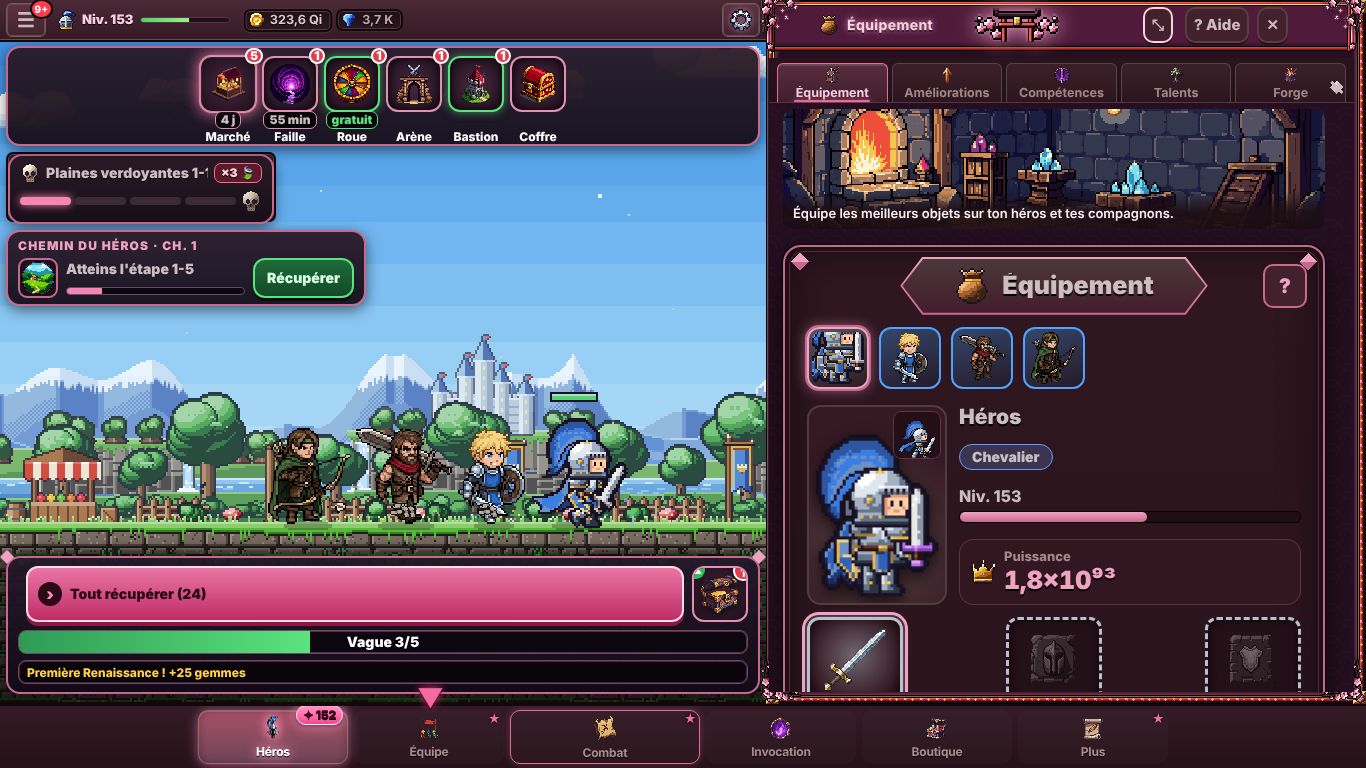 9+
Niv. 153
323,6 Qi
3,7 K
5
1
1
1
1
4 j
55 min
gratuit
Marché
Faille
Roue
Arène
Bastion
Coffre
Plaines verdoyantes 1-1
×3
CHEMIN DU HÉROS · CH. 1
Atteins l'étape 1-5
Récupérer
Tout récupérer (24)
Vague 3/5
Première Renaissance ! +25 gemmes
Équipement
? Aide
×
Équipement
Améliorations
Compétences
Talents
Forge
Équipe les meilleurs objets sur ton héros et tes compagnons.
Équipement
?
Héros
Chevalier
Niv. 153
Puissance
1,8×10⁹³
152
Héros
Équipe
Combat
Invocation
Boutique
Plus